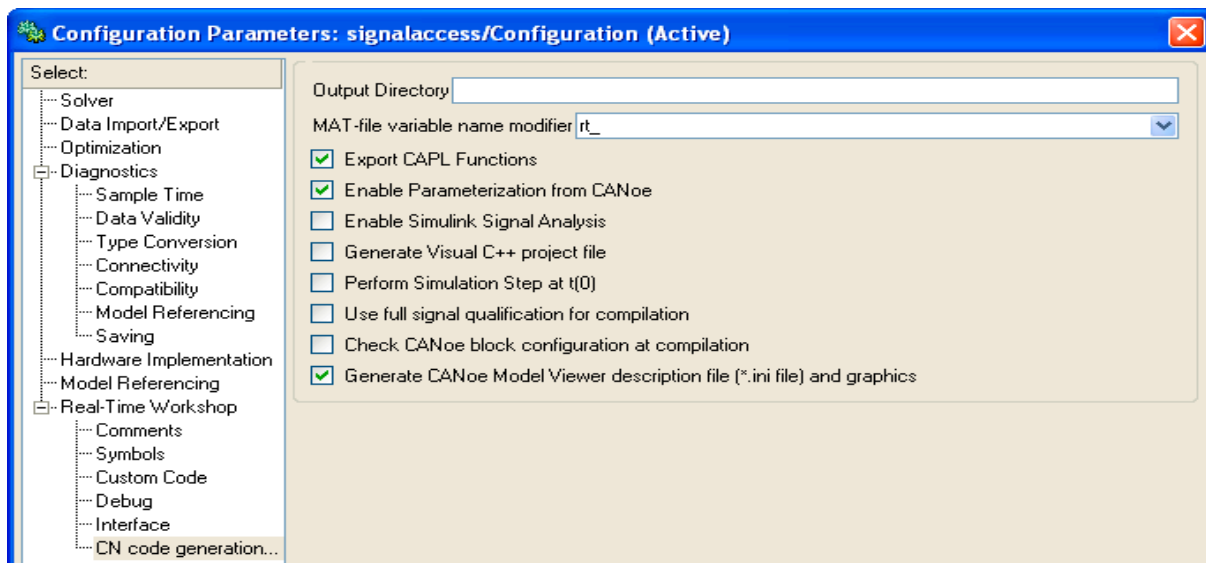 Configuration Parameters: signalaccess/Configuration (Active)
Select:
Solver
Data Import/Export
Optimization
Diagnostics
Sample Time
Data Validity
Type Conversion
Connectivity
Compatibility
Model Referencing
Saving
Hardware Implementation
Model Referencing
Real-Time Workshop
Comments
Symbols
Custom Code
Debug
Interface
CN code generation...
Output Directory
MAT-file variable name modifier rt_
Export CAPL Functions
Enable Parameterization from CANoe
Enable Simulink Signal Analysis
Generate Visual C++ project file
Perform Simulation Step at t(0)
Use full signal qualification for compilation
Check CANoe block configuration at compilation
Generate CANoe Model Viewer description file (*.ini file) and graphics